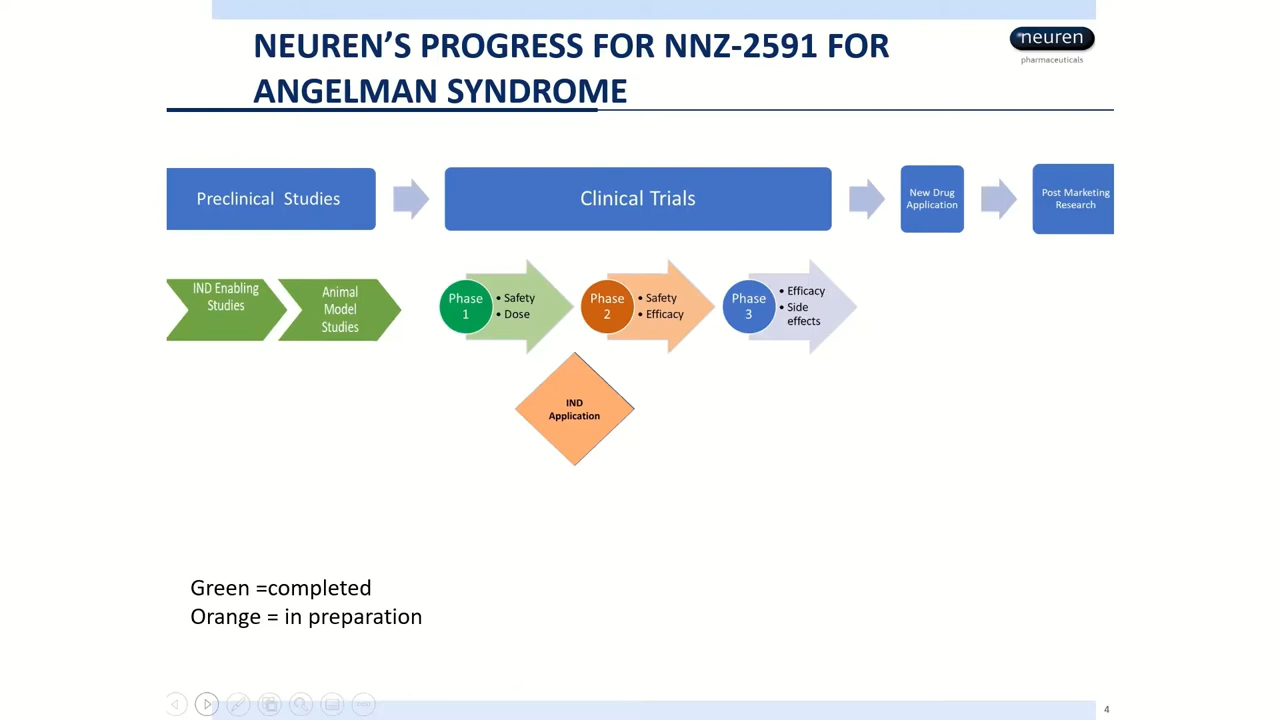 NEUREN’S PROGRESS FOR NNZ-2591 FOR
ANGELMAN SYNDROME
neuren
pharmaceuticals
Preclinical Studies
Clinical Trials
New Drug
Application
Post Marketing
Research
IND Enabling
Studies
Animal
Model
Studies
Phase
1
• Safety
• Dose
Phase
2
• Safety
• Efficacy
Phase
3
• Efficacy
• Side
effects
IND
Application
Green =completed
Orange = in preparation
4